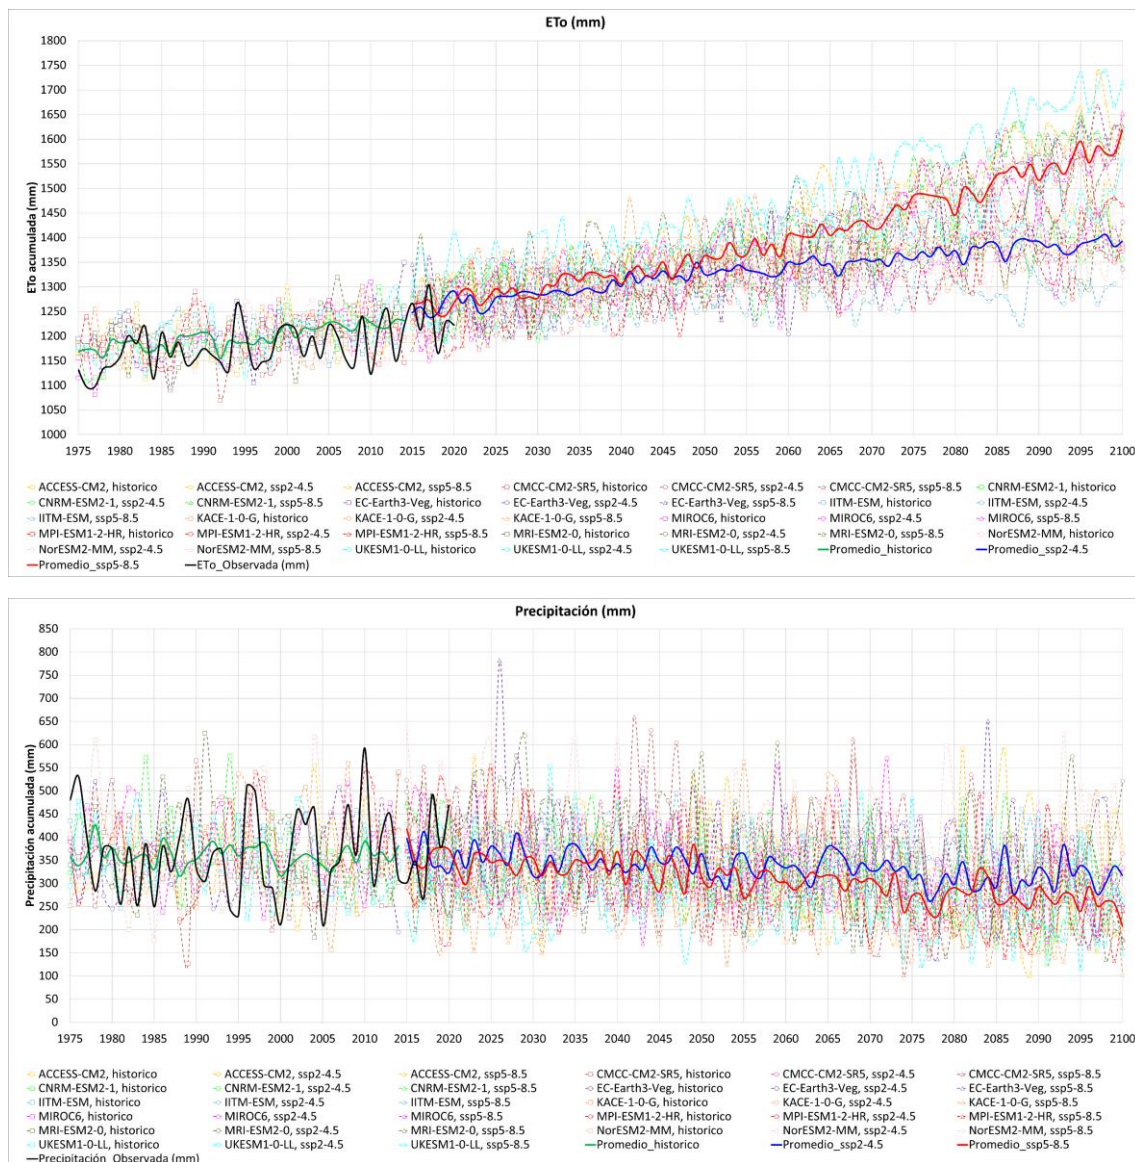 ETo (mm)
1800
1750
1700
1650
1600
1550
1500
1450
1400
1350
1300
1250
1200
1150
1100
1050
1000
ETo acumulada (mm)
1975 1980 1985 1990 1995 2000 2005 2010 2015 2020 2025 2030 2035 2040 2045 2050 2055 2060 2065 2070 2075 2080 2085 2090 2095 2100
ACCESS-CM2, historico ACCESS-CM2, ssp2-4.5 ACCESS-CM2, ssp5-8.5 CMCC-CM2-SR5, historico CMCC-CM2-SR5, ssp2-4.5 CMCC-CM2-SR5, ssp5-8.5 CNRM-ESM2-1, historico
CNRM-ESM2-1, ssp2-4.5 CNRM-ESM2-1, ssp5-8.5 EC-Earth3-Veg, historico EC-Earth3-Veg, ssp2-4.5 EC-Earth3-Veg, ssp5-8.5 IITM-ESM, historico IITM-ESM, ssp2-4.5
IITM-ESM, ssp5-8.5 KACE-1-0-G, historico KACE-1-0-G, ssp2-4.5 KACE-1-0-G, ssp5-8.5 MIROC6, historico MIROC6, ssp2-4.5 MIROC6, ssp5-8.5
MPI-ESM1-2-HR, historico MPI-ESM1-2-HR, ssp2-4.5 MPI-ESM1-2-HR, ssp5-8.5 MRI-ESM2-0, historico MRI-ESM2-0, ssp2-4.5 MRI-ESM2-0, ssp5-8.5 NorESM2-MM, historico
NorESM2-MM, ssp2-4.5 NorESM2-MM, ssp5-8.5 UKESM1-0-LL, historico UKESM1-0-LL, ssp2-4.5 UKESM1-0-LL, ssp5-8.5 Promedio_historico Promedio_ssp2-4.5
Promedio_ssp5-8.5 ETo_Observada (mm)
Precipitación (mm)
850
800
750
700
650
600
550
500
450
400
350
300
250
200
150
100
50
0
Precipitación acumulada (mm)
1975 1980 1985 1990 1995 2000 2005 2010 2015 2020 2025 2030 2035 2040 2045 2050 2055 2060 2065 2070 2075 2080 2085 2090 2095 2100
ACCESS-CM2, historico ACCESS-CM2, ssp2-4.5 ACCESS-CM2, ssp5-8.5 CMCC-CM2-SR5, historico CMCC-CM2-SR5, ssp2-4.5 CMCC-CM2-SR5, ssp5-8.5
CNRM-ESM2-1, historico CNRM-ESM2-1, ssp2-4.5 CNRM-ESM2-1, ssp5-8.5 EC-Earth3-Veg, historico EC-Earth3-Veg, ssp2-4.5 EC-Earth3-Veg, ssp5-8.5
IITM-ESM, historico IITM-ESM, ssp2-4.5 IITM-ESM, ssp5-8.5 KACE-1-0-G, historico KACE-1-0-G, ssp2-4.5 KACE-1-0-G, ssp5-8.5
MIROC6, historico MIROC6, ssp2-4.5 MIROC6, ssp5-8.5 MPI-ESM1-2-HR, historico MPI-ESM1-2-HR, ssp2-4.5 MPI-ESM1-2-HR, ssp5-8.5
MRI-ESM2-0, historico MRI-ESM2-0, ssp2-4.5 MRI-ESM2-0, ssp5-8.5 NorESM2-MM, historico NorESM2-MM, ssp2-4.5 NorESM2-MM, ssp5-8.5
UKESM1-0-LL, historico UKESM1-0-LL, ssp2-4.5 UKESM1-0-LL, ssp5-8.5 Promedio_historico Promedio_ssp2-4.5 Promedio_ssp5-8.5
Precipitación_Observada (mm)